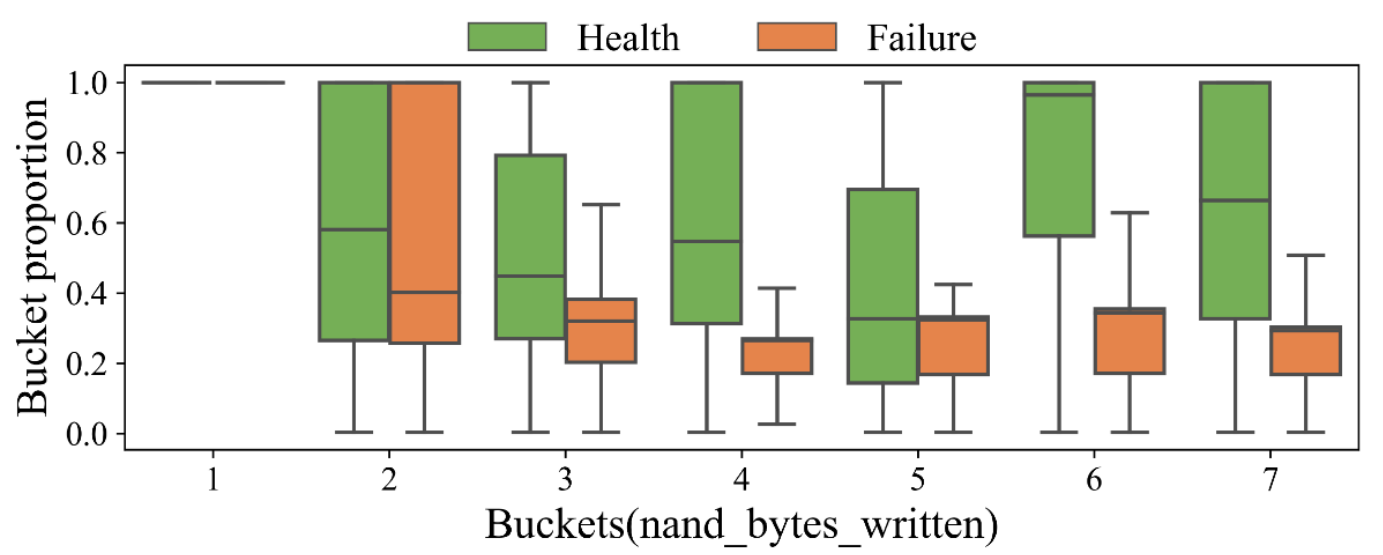 Health Failure
Bucket proportion
1.0
0.8
0.6
0.4
0.2
0.0
1 2 3 4 5 6 7
Buckets(nand_bytes_written)